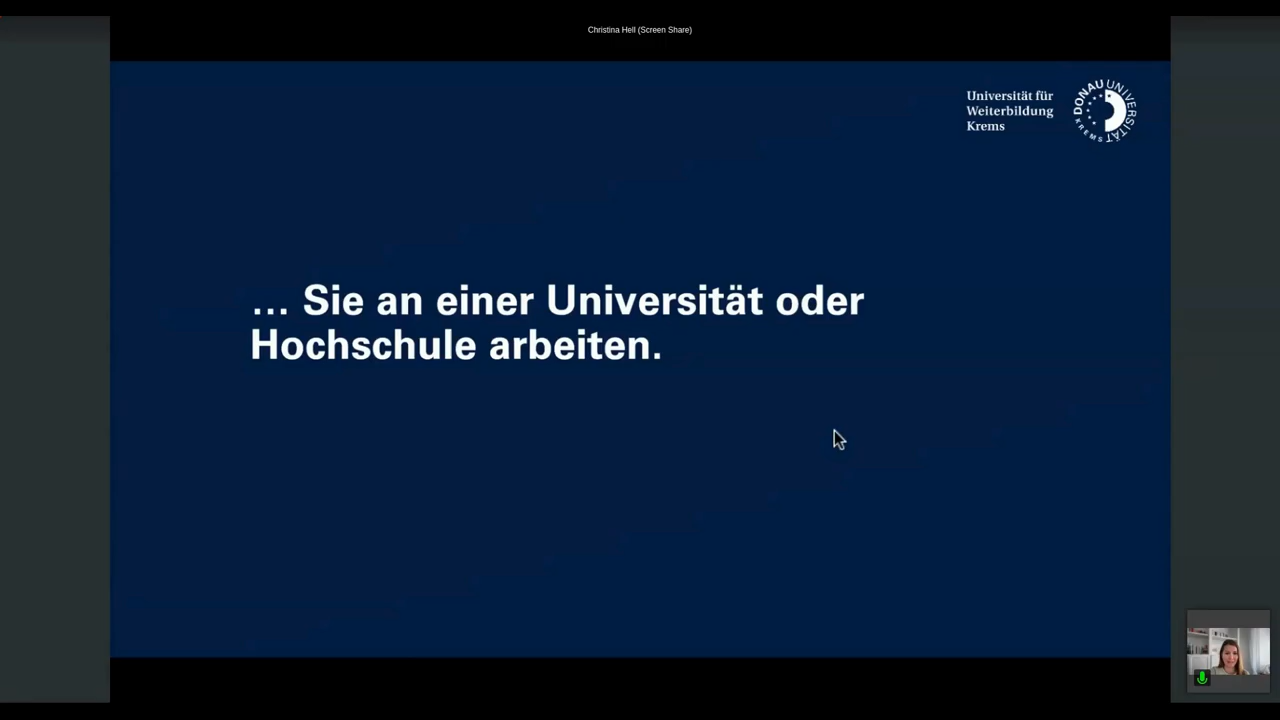 Christina Hell (Screen Share)
Universität für
Weiterbildung
Krems
DONAU UNIVERSITÄT
KREMS
... Sie an einer Universität oder
Hochschule arbeiten.